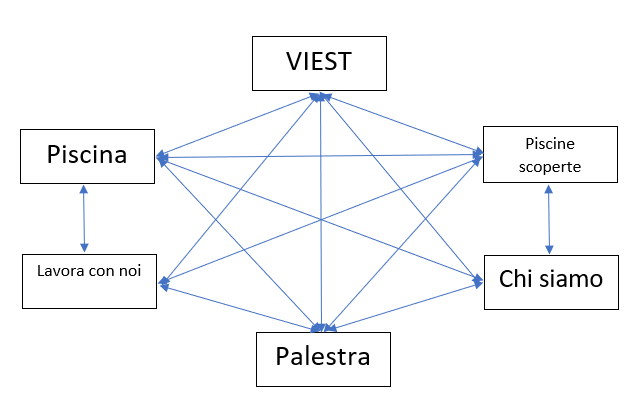 VIEST
Piscina
Piscine
scoperte
Lavora con noi
Chi siamo
Palestra